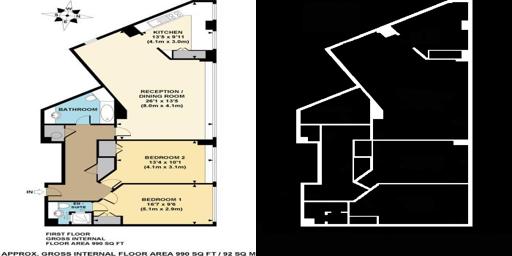 KITCHEN
13'5 x 9'11
(4.1m x 3.0m)
RECEPTION /
DINING ROOM
26'1 x 13'5
(8.0m x 4.1m)
BATHROOM
BEDROOM 2
13'4 x 10'1
(4.1m x 3.1m)
IN
EN
SUITE
BEDROOM 1
16'7 x 9'6
(5.1m x 2.9m)
FIRST FLOOR
GROSS INTERNAL
FLOOR AREA 990 SQ FT
APPROX. GROSS INTERNAL FLOOR AREA 990 SQ FT / 92 SQ M